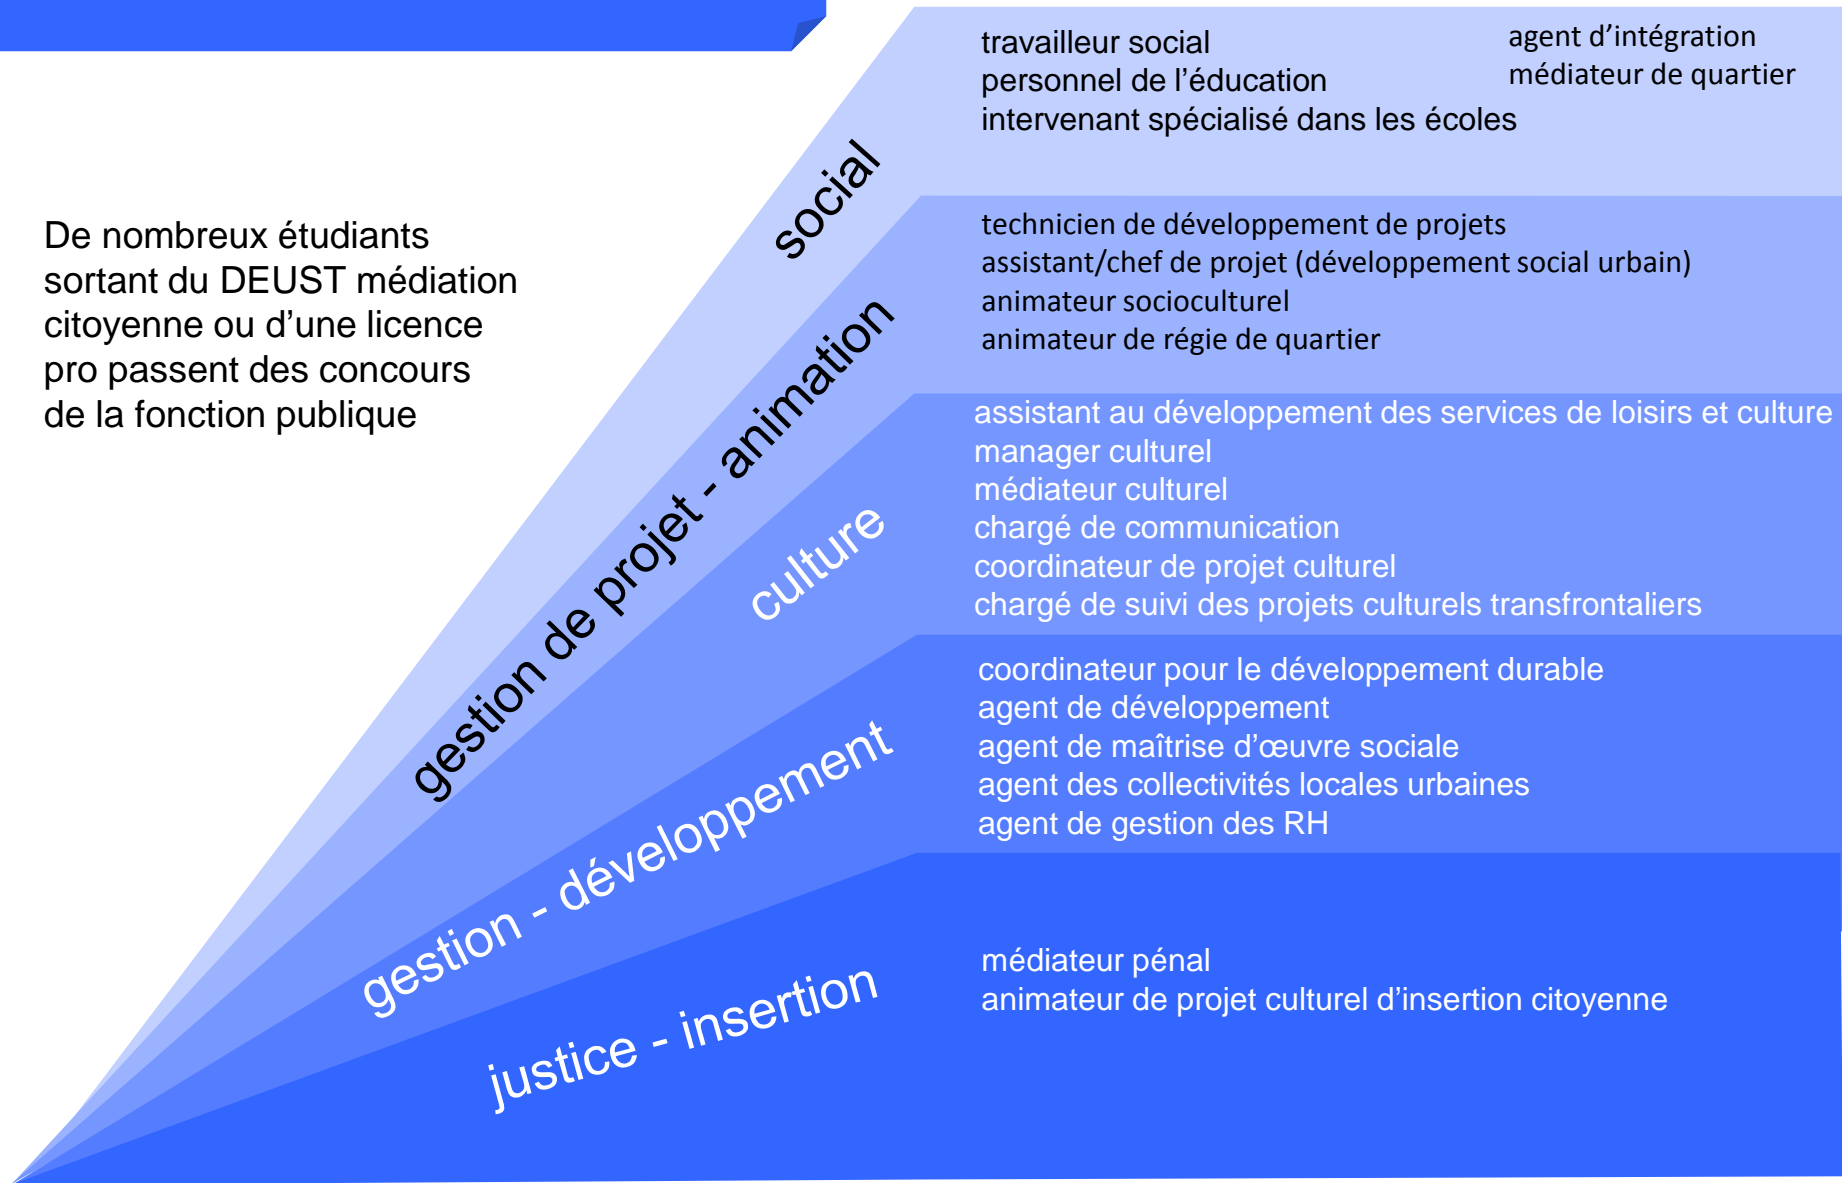 De nombreux étudiants
sortant du DEUST médiation
citoyenne ou d'une licence
pro passent des concours
de la fonction publique
social
travailleur social
personnel de l'éducation
intervenant spécialisé dans les écoles
agent d'intégration
médiateur de quartier
gestion de projet - animation
technicien de développement de projets
assistant/chef de projet (développement social urbain)
animateur socioculturel
animateur de régie de quartier
culture
assistant au développement des services de loisirs et culture
manager culturel
médiateur culturel
chargé de communication
coordinateur de projet culturel
chargé de suivi des projets culturels transfrontaliers
gestion - développement
coordinateur pour le développement durable
agent de développement
agent de maîtrise d'œuvre sociale
agent des collectivités locales urbaines
agent de gestion des RH
justice - insertion
médiateur pénal
animateur de projet culturel d'insertion citoyenne